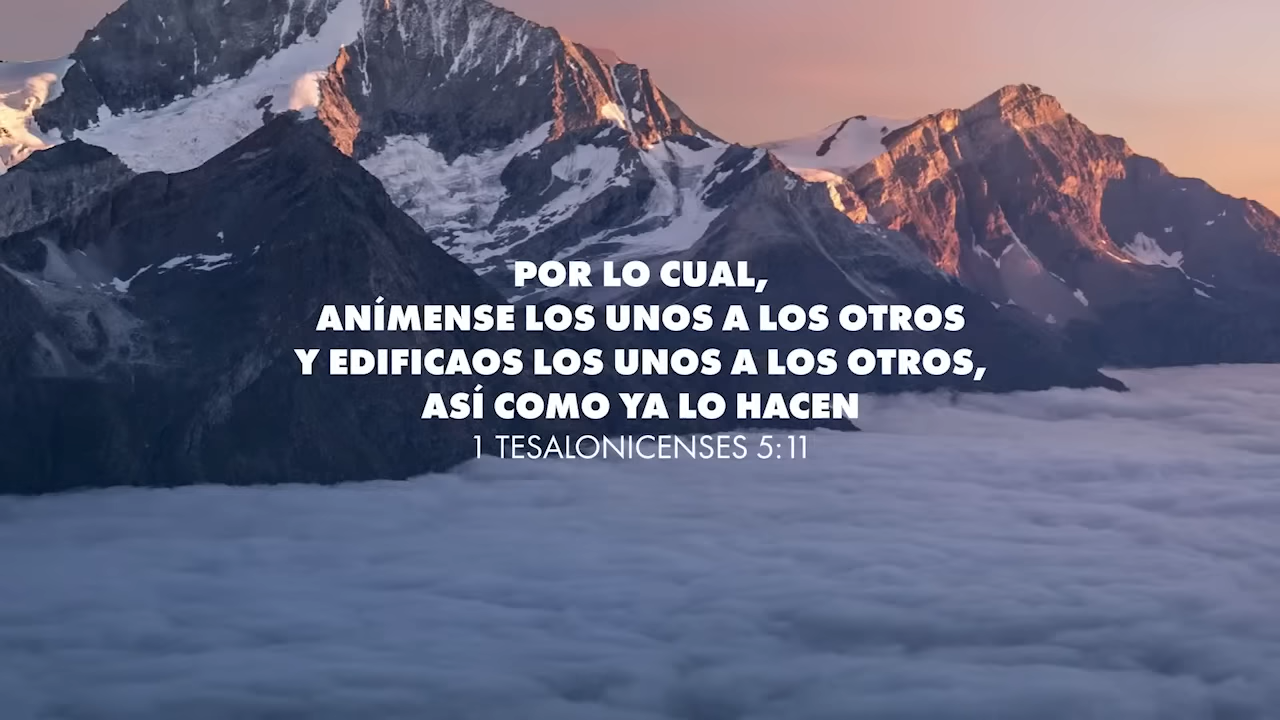 POR LO CUAL,
ANÍMENSE LOS UNOS A LOS OTROS
Y EDIFICAOS LOS UNOS A LOS OTROS,
ASÍ COMO YA LO HACEN
1 TESALONICENSES 5:11